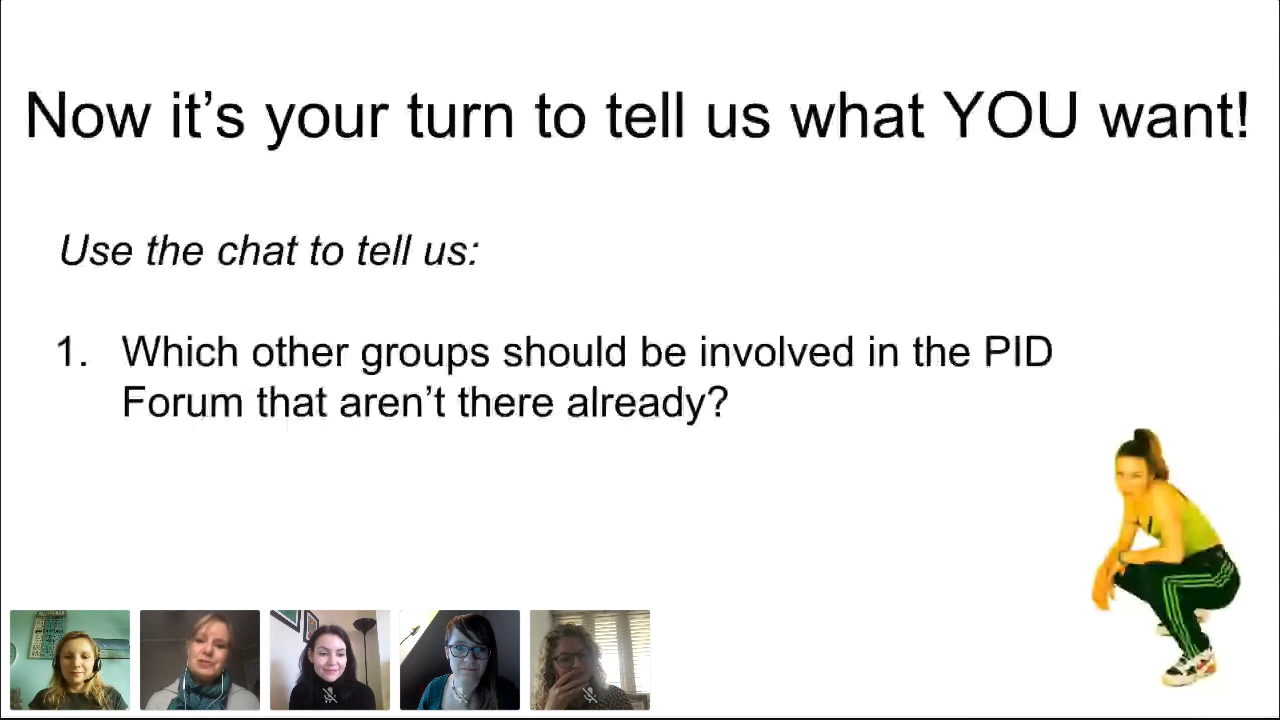 Now it's your turn to tell us what YOU want!
Use the chat to tell us:
1. Which other groups should be involved in the PID
Forum that aren't there already?